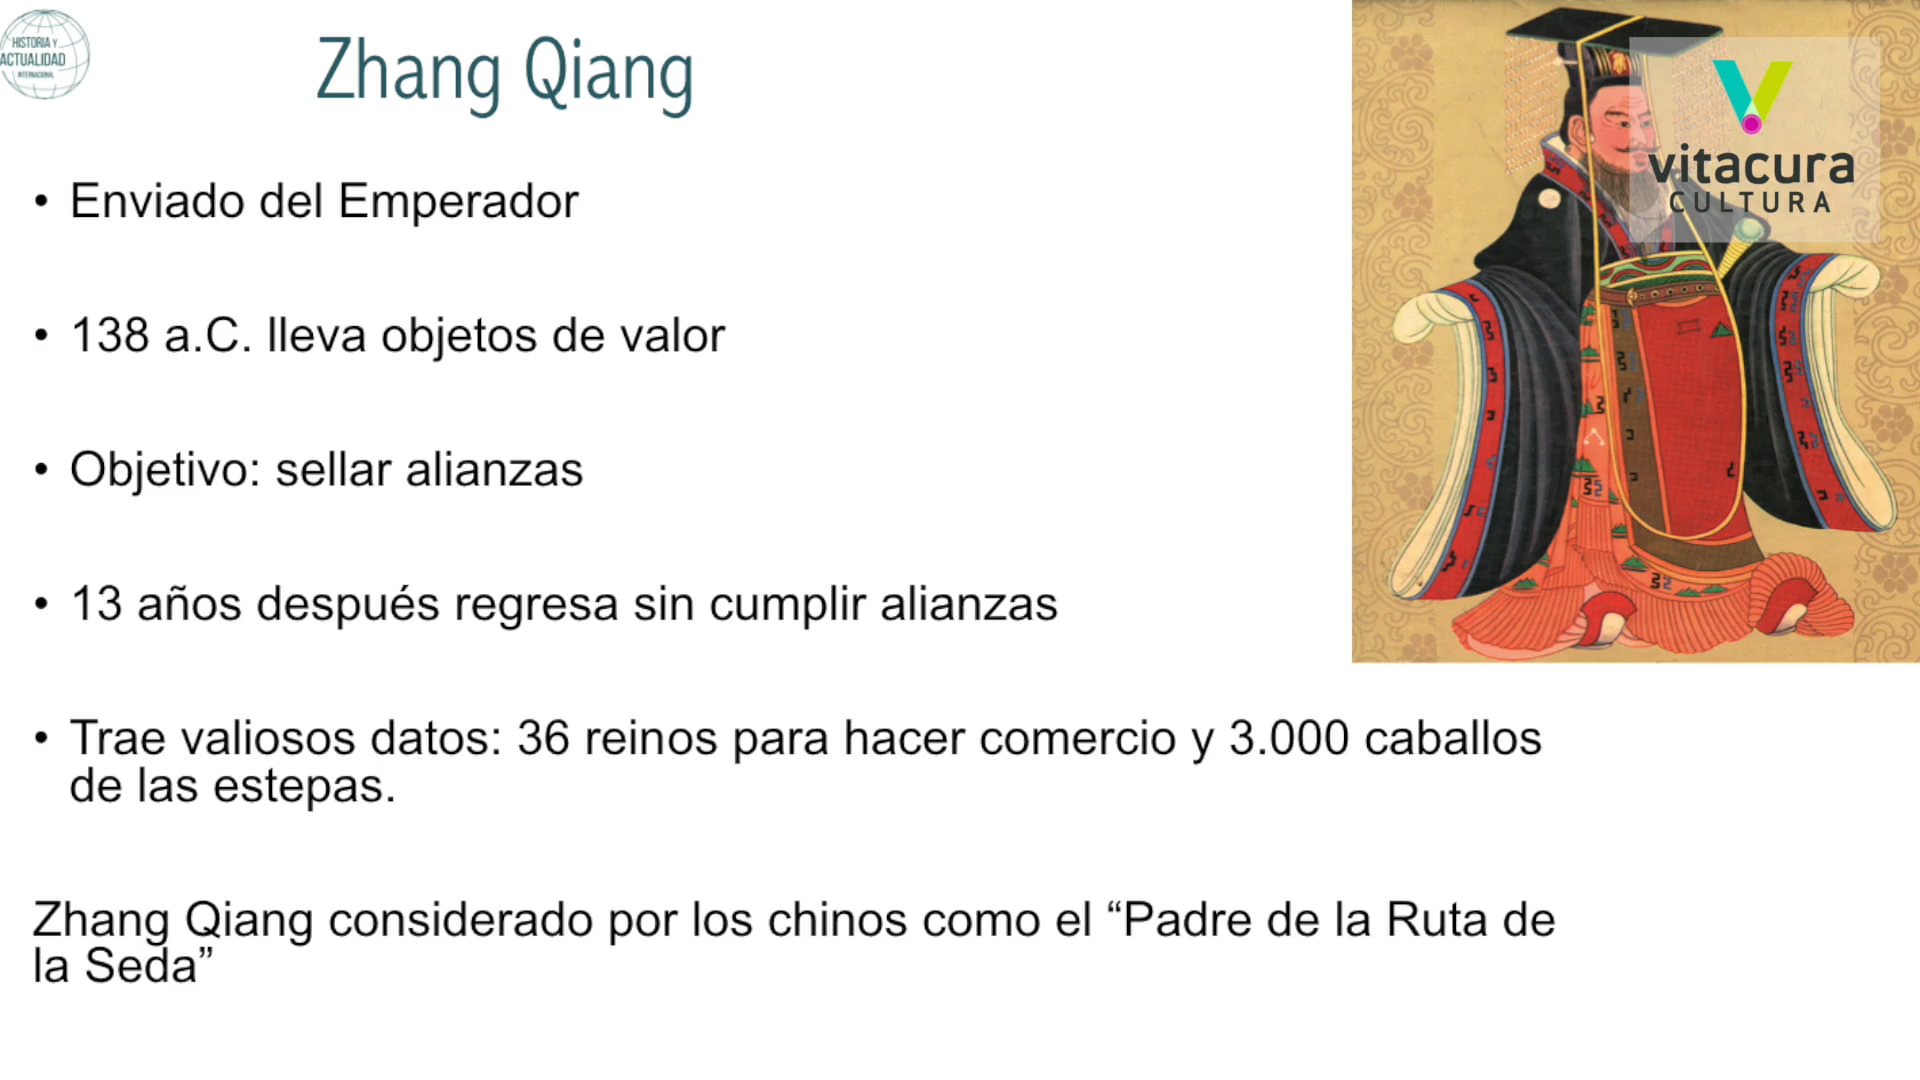 HISTORIA Y
ACTUALIDAD
INTERNACIONAL
Zhang Qiang
vitacura
CULTURA
• Enviado del Emperador
• 138 a.C. lleva objetos de valor
• Objetivo: sellar alianzas
• 13 años después regresa sin cumplir alianzas
• Trae valiosos datos: 36 reinos para hacer comercio y 3.000 caballos
de las estepas.
Zhang Qiang considerado por los chinos como el “Padre de la Ruta de
la Seda”